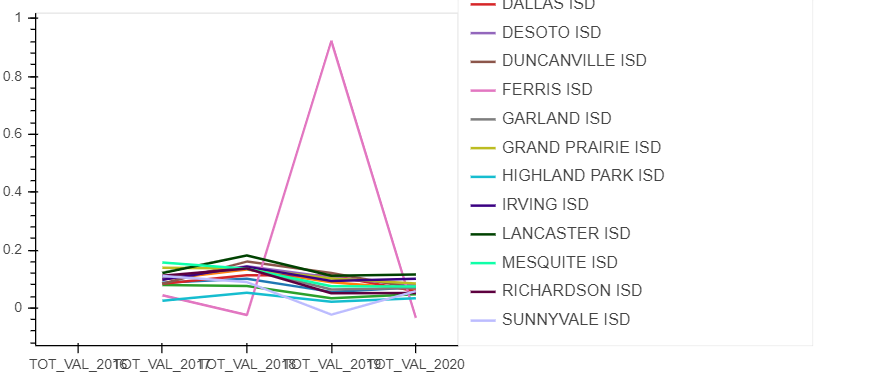 1
0.8
0.6
0.4
0.2
0
TOT_VAL_2016
TOT_VAL_2017
TOT_VAL_2018
TOT_VAL_2019
TOT_VAL_2020
DALLAS ISD
DESOTO ISD
DUNCANVILLE ISD
FERRIS ISD
GARLAND ISD
GRAND PRAIRIE ISD
HIGHLAND PARK ISD
IRVING ISD
LANCASTER ISD
MESQUITE ISD
RICHARDSON ISD
SUNNYVALE ISD